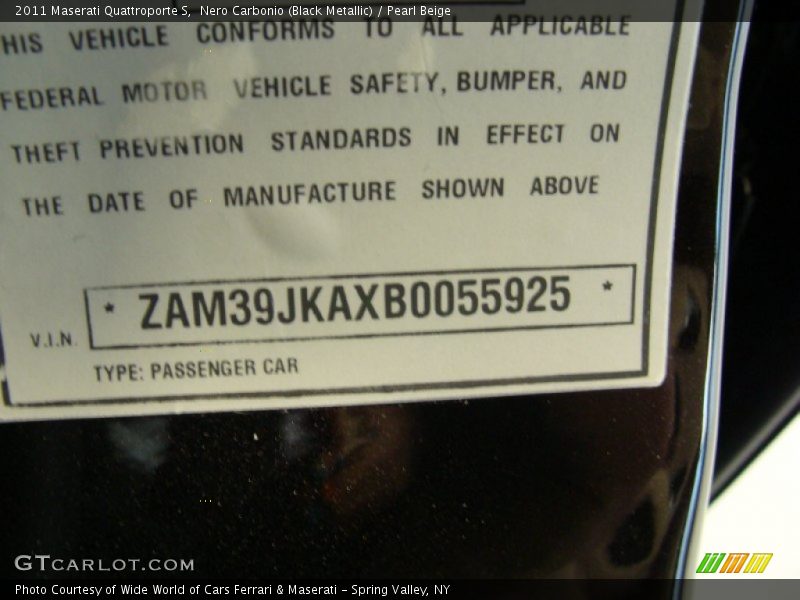 2011 Maserati Quattroporte S, Nero Carbonio (Black Metallic) / Pearl Beige
HIS VEHICLE CONFORMS TO ALL APPLICABLE
FEDERAL MOTOR VEHICLE SAFETY, BUMPER, AND
THEFT PREVENTION STANDARDS IN EFFECT ON
THE DATE OF MANUFACTURE SHOWN ABOVE
V.I.N. * ZAM39JKAXB0055925 *
TYPE: PASSENGER CAR
GTCARLOT.COM
Photo Courtesy of Wide World of Cars Ferrari & Maserati - Spring Valley, NY